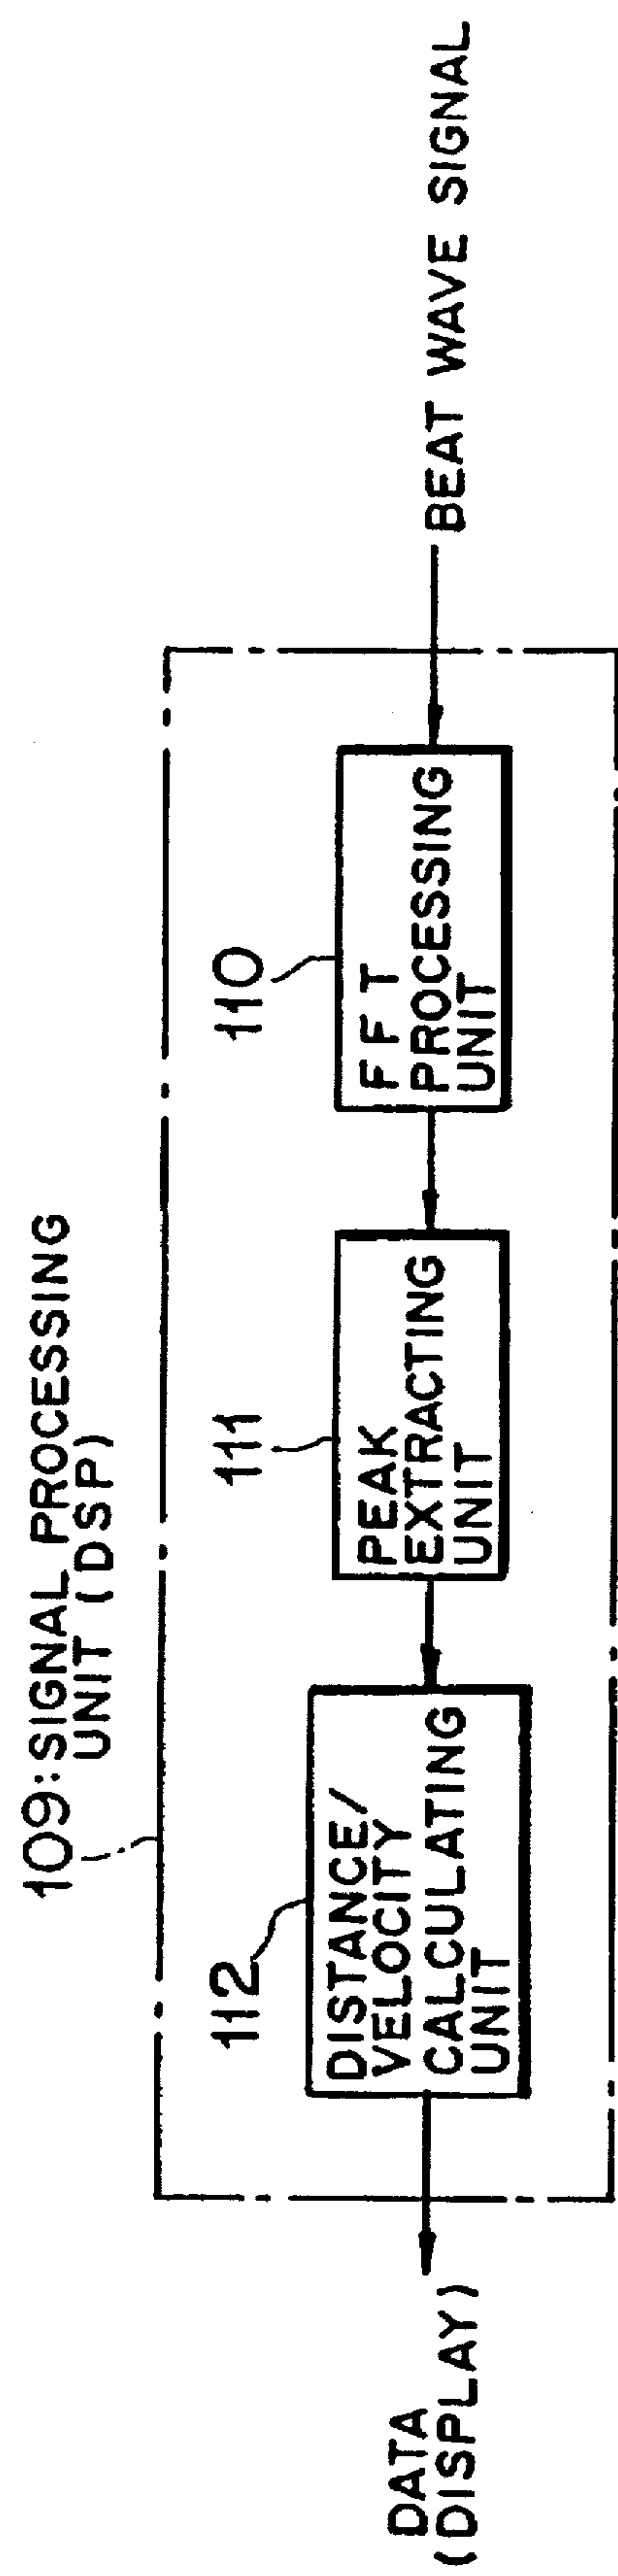 109:SIGNAL PROCESSING
UNIT (DSP)
112
DISTANCE/
VELOCITY
CALCULATING
UNIT
111
PEAK
EXTRACTING
UNIT
110
FFT
PROCESSING
UNIT
DATA
(DISPLAY)
BEAT WAVE SIGNAL